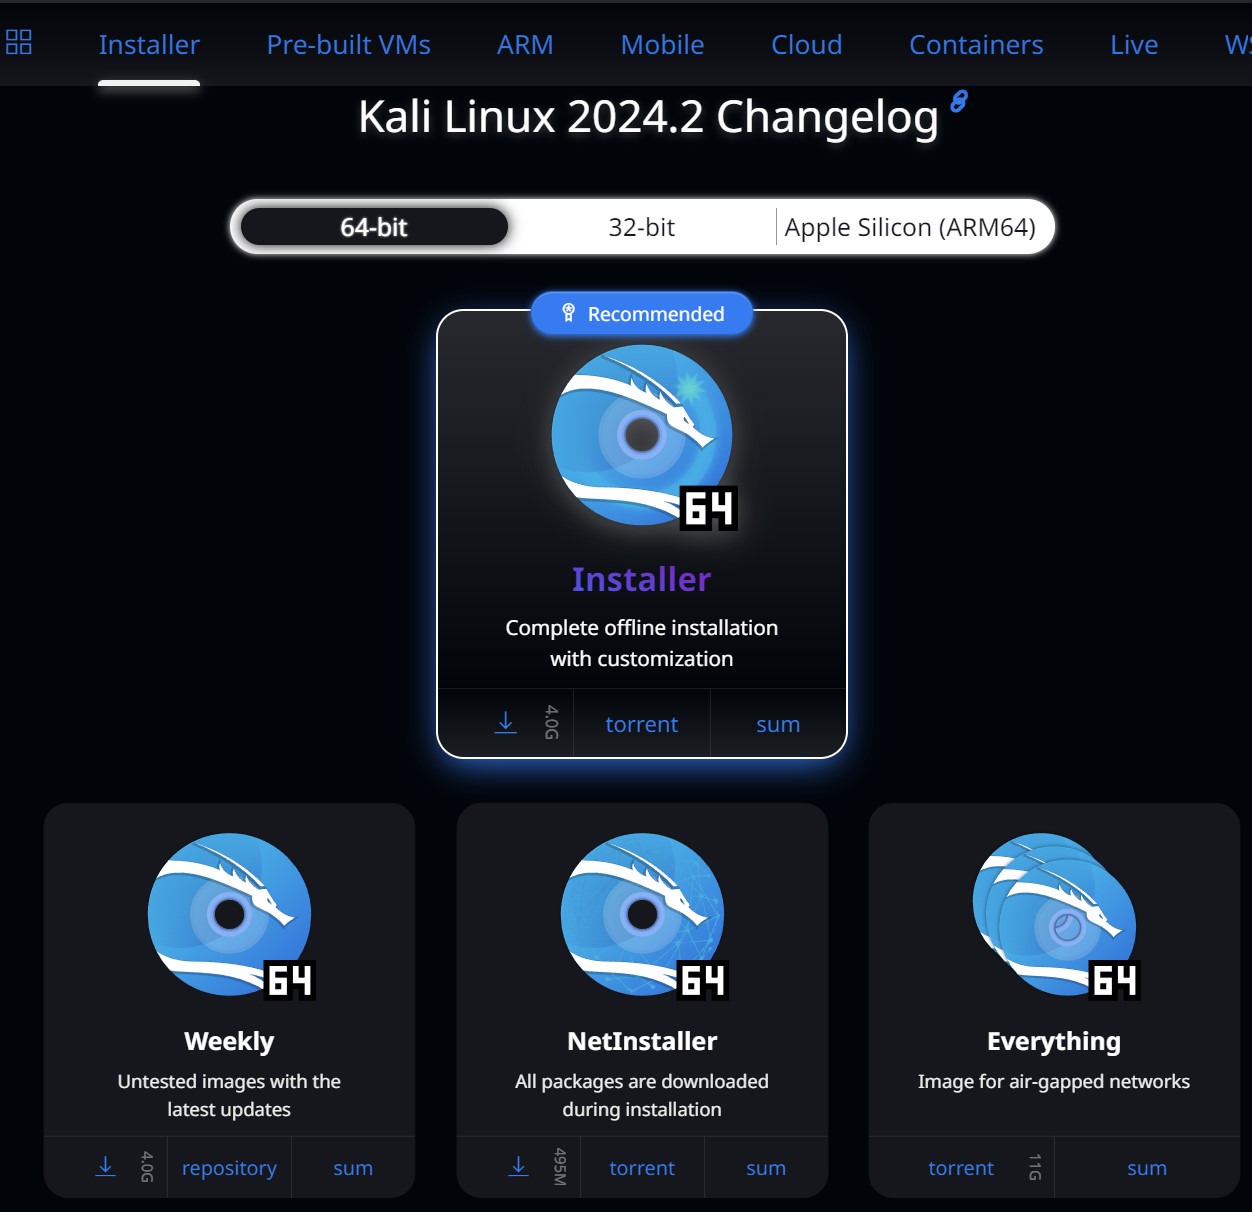 Installer Pre-built VMs ARM Mobile Cloud Containers Live
Kali Linux 2024.2 Changelog
64-bit 32-bit Apple Silicon (ARM64)
Recommended
64
Installer
Complete offline installation
with customization
4.0G torrent sum
64
Weekly
Untested images with the
latest updates
4.0G repository sum
64
NetInstaller
All packages are downloaded
during installation
495M torrent sum
64
Everything
Image for air-gapped networks
torrent 11G sum